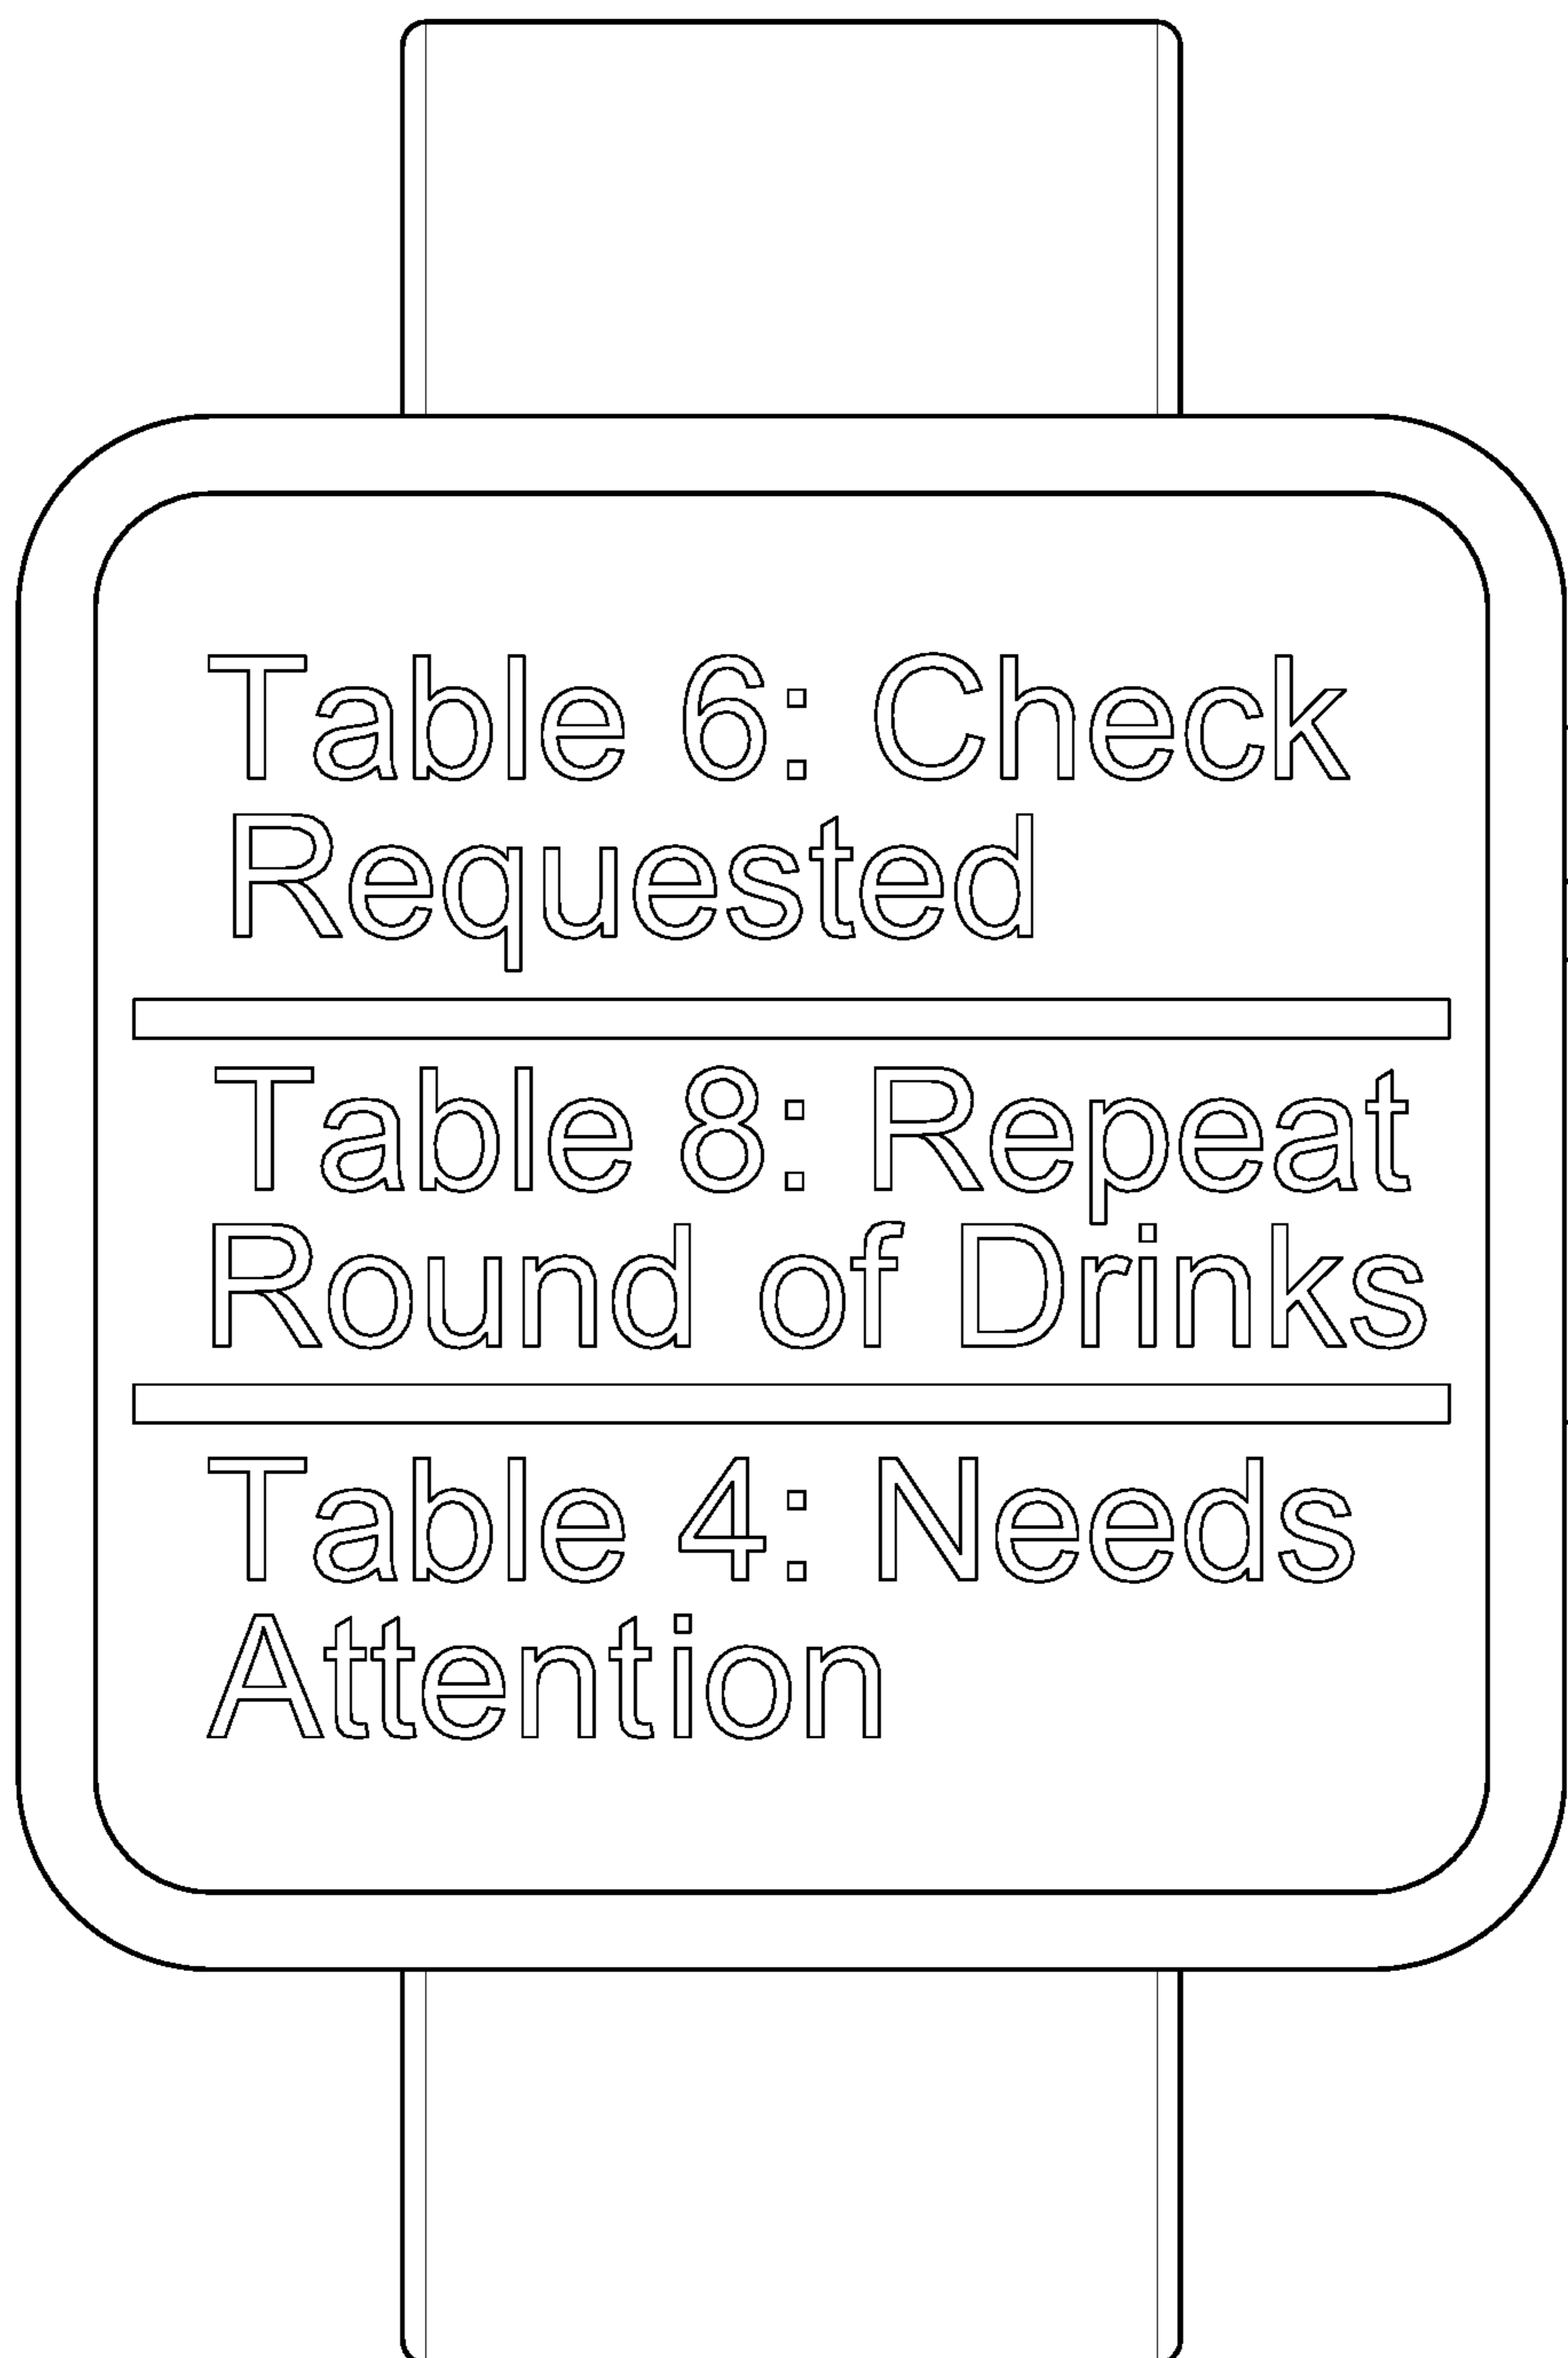 Table 6: Check
Requested
Table 8: Repeat
Round of Drinks
Table 4: Needs
Attention